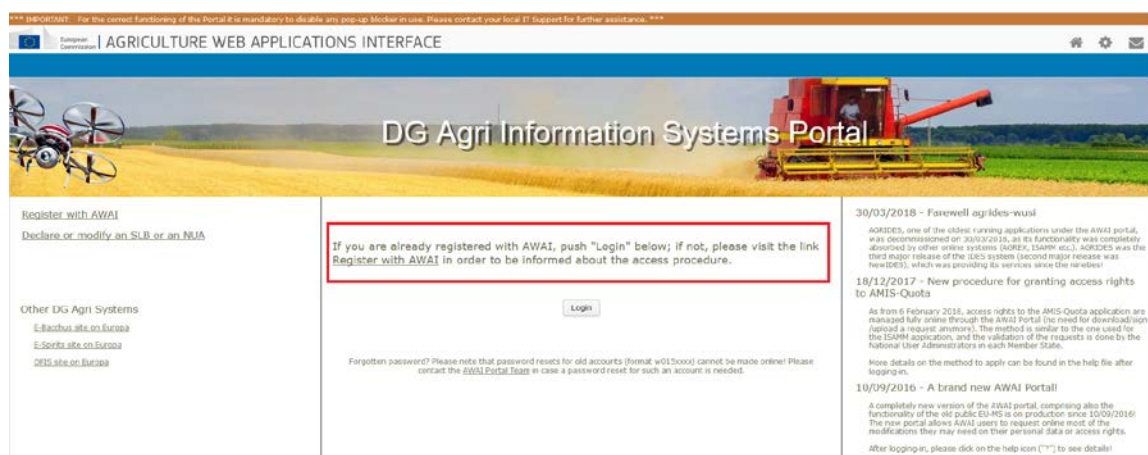 *** IMPORTANT: For the correct functioning of the Portal it is mandatory to disable any pop-up blocker in use. Please contact your local IT Support for further assistance. ***
European
Commission
AGRICULTURE WEB APPLICATIONS INTERFACE
DG Agri Information Systems Portal
Register with AWAI
Declare or modify an SLB or an NUA
Other DG Agri Systems
E-Bacchus site on Europa
E-Spirits site on Europa
OFIS site on Europa
If you are already registered with AWAI, push "Login" below; if not, please visit the link
Register with AWAI in order to be informed about the access procedure.
Login
Forgotten password? Please note that password resets for old accounts (format w015xxxx) cannot be made online! Please
contact the AWAI Portal Team in case a password reset for such an account is needed.
30/03/2018 - Farewell agrides-wusi
AGRIDES, one of the oldest running applications under the AWAI portal,
was decommissioned on 30/03/2018, as its functionality was completely
absorbed by other online systems (AGREX, ISAMM etc.). AGRIDES was the
third major release of the IDES system (second major release was
NewIDES), which was providing its services since the nineties!
18/12/2017 - New procedure for granting access rights
to AMIS-Quota
As from 6 February 2018, access rights to the AMIS-Quota application are
managed fully online through the AWAI Portal (no need for download/sign
/upload a request anymore). The method is similar to the one used for
the ISAMM application, and the validation of the requests is done by the
National User Administrators in each Member State.
More details on the method to apply can be found in the help file after
logging-in.
10/09/2016 - A brand new AWAI Portal!
A completely new version of the AWAI portal, comprising also the
functionality of the old public EU-MS is on production since 10/09/2016!
The new portal allows AWAI users to request online most of the
modifications they may need on their personal data or access rights.
After logging-in, please click on the help icon ("?") to see details!